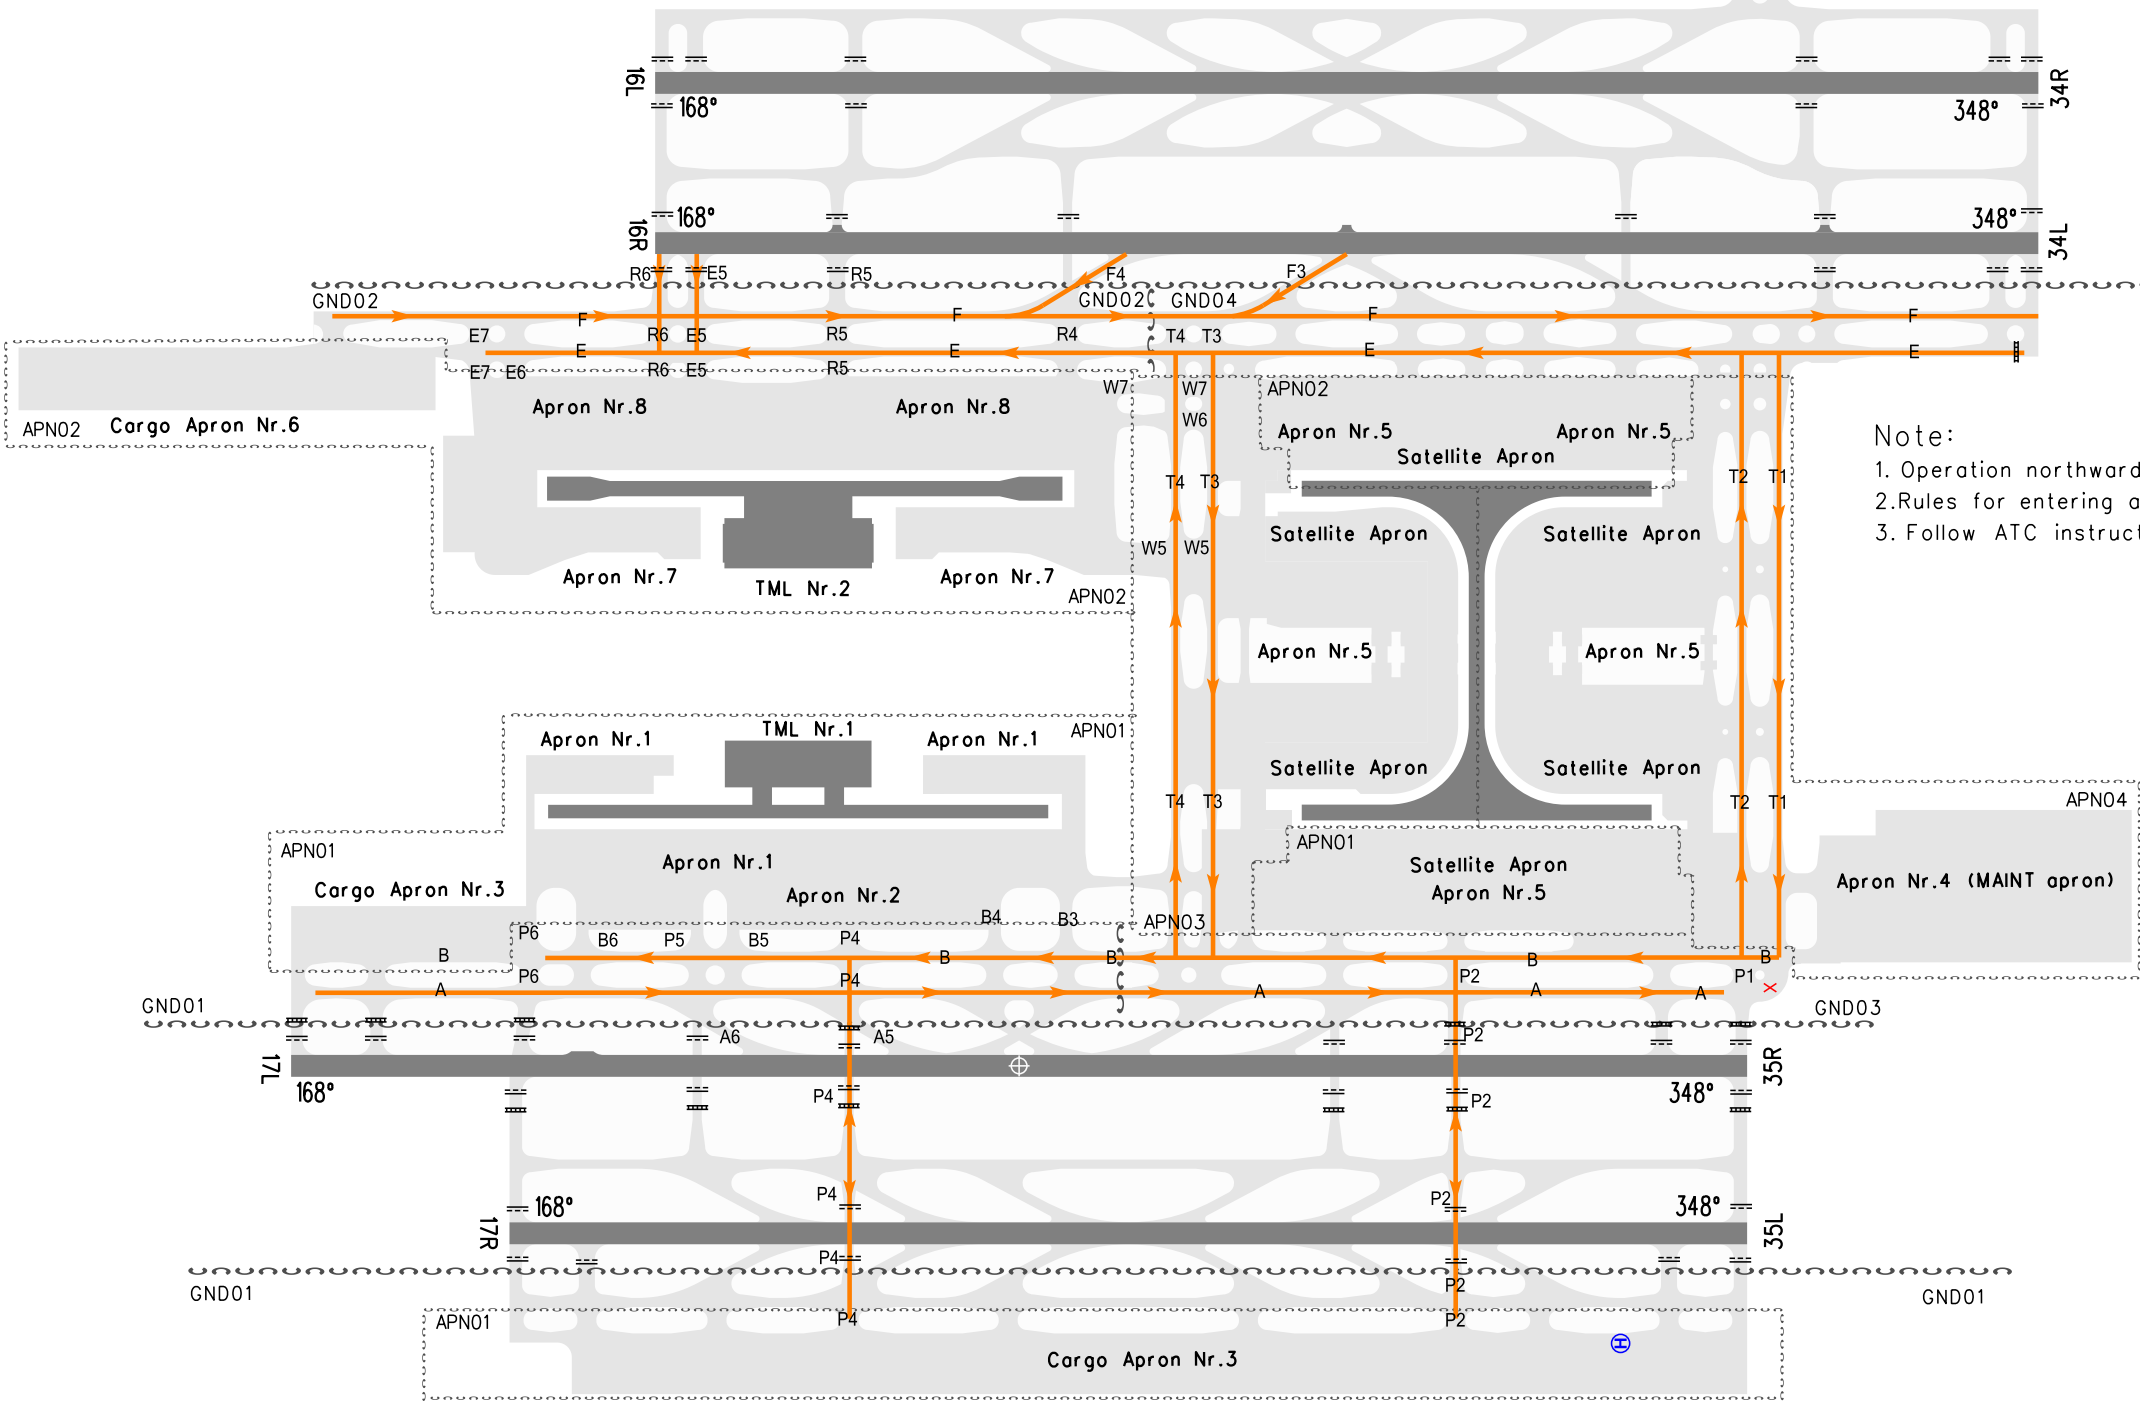 16L
168°
348°
34R
16R
168°
348°
34L
R6
E5
R5
F4
F3
GND02
GND02
GND04
F
F
F
F
E7
R6
E5
R5
R4
T4
T3
E
E
E
E
E7
E6
R6
E5
R5
W7
W7
APN02
W6
Apron Nr.8
Apron Nr.8
APN02
Cargo Apron Nr.6
Apron Nr.5
Apron Nr.5
Satellite Apron
Note:
1. Operation northward
2.Rules for entering a
3. Follow ATC instruct
T4
T3
T2
T1
Satellite Apron
Satellite Apron
W5
W5
Apron Nr.7
Apron Nr.7
TML Nr.2
APN02
Apron Nr.5
Apron Nr.5
TML Nr.1
APN01
Apron Nr.1
Apron Nr.1
Satellite Apron
Satellite Apron
T4
T3
T2
T1
APN04
APN01
APN01
Apron Nr.1
Satellite Apron
Cargo Apron Nr.3
Apron Nr.2
Apron Nr.5
Apron Nr.4 (MAINT apron)
B4
B3
APN03
P6
B6
P5
B5
P4
B
B
B
B
B
P6
P4
P2
P1
A
A
A
A
GND01
GND03
A6
A5
P2
17L
168°
348°
35R
P4
P2
P4
P2
17R
168°
348°
35L
P4
P2
GND01
GND01
APN01
P4
P2
H
Cargo Apron Nr.3